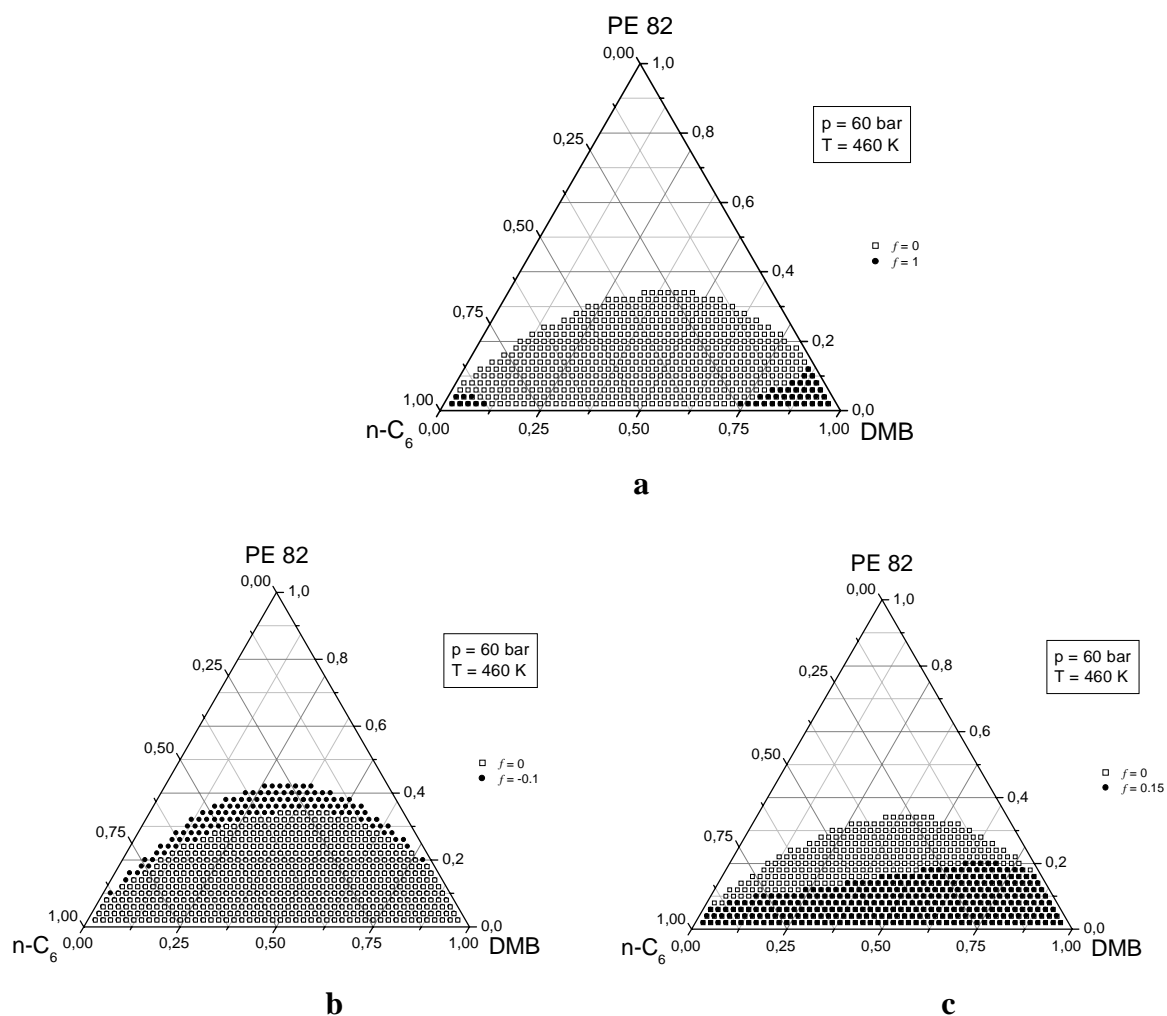 PE 82
0,00
1,0
p = 60 bar
T = 460 K
0,25
0,8
0,50
0,6
f = 0
f = 1
0,4
0,75
0,2
1,00
0,0
n-C6
0,00
0,25
0,50
0,75
1,00
DMB
a
PE 82
0,00
1,0
p = 60 bar
T = 460 K
0,25
0,8
0,50
0,6
f = 0
f = -0.1
0,4
0,75
0,2
1,00
0,0
n-C6
0,00
0,25
0,50
0,75
1,00
DMB
b
PE 82
0,00
1,0
p = 60 bar
T = 460 K
0,25
0,8
0,50
0,6
f = 0
f = 0.15
0,4
0,75
0,2
1,00
0,0
n-C6
0,00
0,25
0,50
0,75
1,00
DMB
c